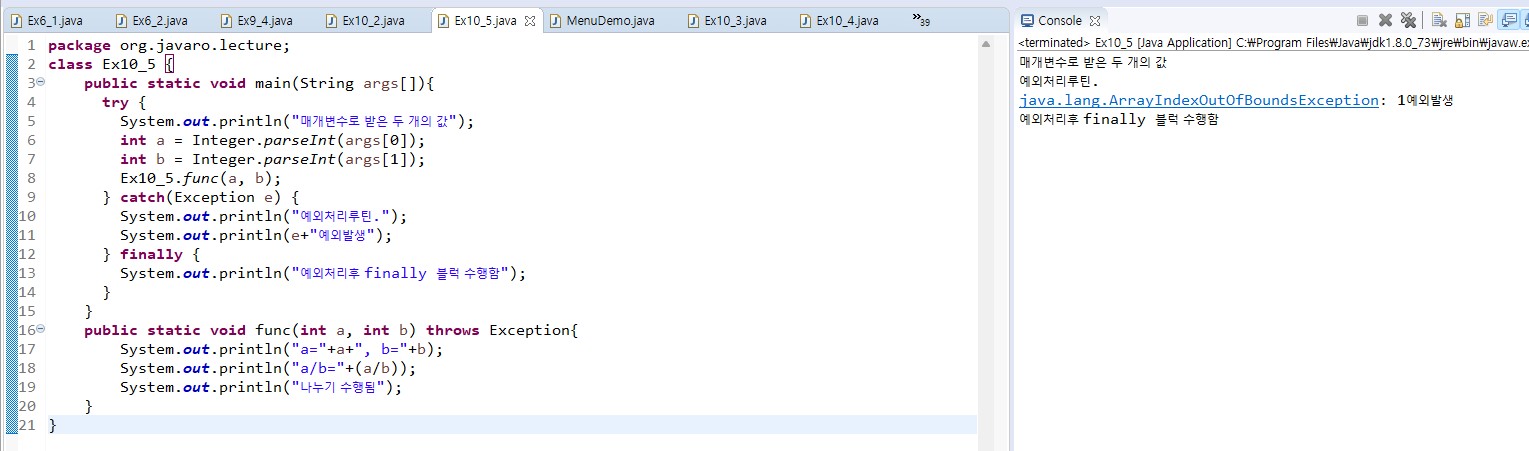 Ex6_1.java Ex6_2.java Ex9_4.java Ex10_2.java Ex10_5.java MenuDemo.java Ex10_3.java Ex10_4.java »39
1 package org.javaro.lecture;
2 class Ex10_5 {
3 public static void main(String args[]){
4 try {
5 System.out.println("매개변수로 받은 두 개의 값");
6 int a = Integer.parseInt(args[0]);
7 int b = Integer.parseInt(args[1]);
8 Ex10_5.func(a, b);
9 } catch(Exception e) {
10 System.out.println("예외처리루틴.");
11 System.out.println(e+"예외발생");
12 } finally {
13 System.out.println("예외처리후 finally 블럭 수행함");
14 }
15 }
16 public static void func(int a, int b) throws Exception{
17 System.out.println("a="+a+", b="+b);
18 System.out.println("a/b="+(a/b));
19 System.out.println("나누기 수행됨");
20 }
21 }
Console
<terminated> Ex10_5 [Java Application] C:₩Program Files₩Java₩jdk1.8.0_73₩jre₩bin₩javaw.ex
매개변수로 받은 두 개의 값
예외처리루틴.
java.lang.ArrayIndexOutOfBoundsException: 1예외발생
예외처리후 finally 블럭 수행함